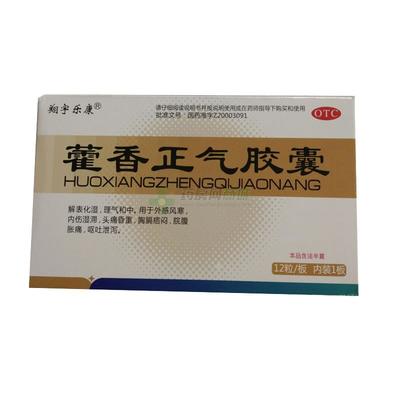 翔宇乐康®
请仔细阅读说明书并按说明使用或在药师指导下购买和使用
批准文号：国药准字Z20003091
OTC
藿香正气胶囊
HUOXIANGZHENGQIJIAONANG
解表化湿，理气和中。用于外感风寒，
内伤湿滞，头痛昏重，胸膈痞闷，脘腹
胀痛，呕吐泄泻。
本品含法半夏
12粒/板 内装1板